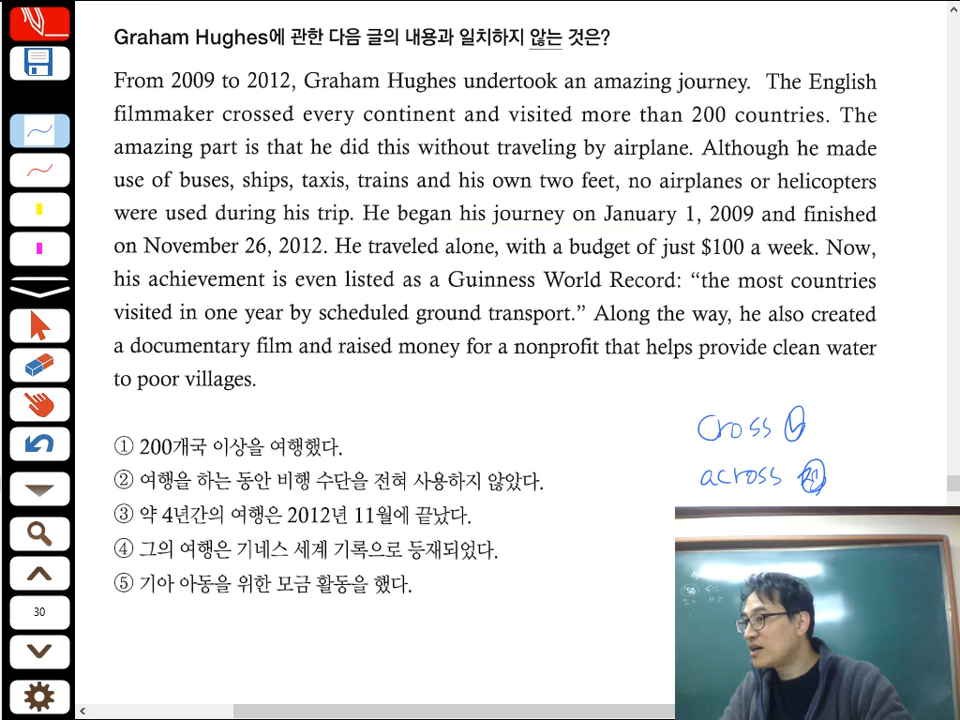 Graham Hughes에 관한 다음 글의 내용과 일치하지 않는 것은?
From 2009 to 2012, Graham Hughes undertook an amazing journey. The English
filmmaker crossed every continent and visited more than 200 countries. The
amazing part is that he did this without traveling by airplane. Although he made
use of buses, ships, taxis, trains and his own two feet, no airplanes or helicopters
were used during his trip. He began his journey on January 1, 2009 and finished
on November 26, 2012. He traveled alone, with a budget of just $100 a week. Now,
his achievement is even listed as a Guinness World Record: “the most countries
visited in one year by scheduled ground transport.” Along the way, he also created
a documentary film and raised money for a nonprofit that helps provide clean water
to poor villages.
① 200개국 이상을 여행했다.
② 여행을 하는 동안 비행 수단을 전혀 사용하지 않았다.
③ 약 4년간의 여행은 2012년 11월에 끝났다.
④ 그의 여행은 기네스 세계 기록으로 등재되었다.
⑤ 기아 아동을 위한 모금 활동을 했다.
cross
across
30